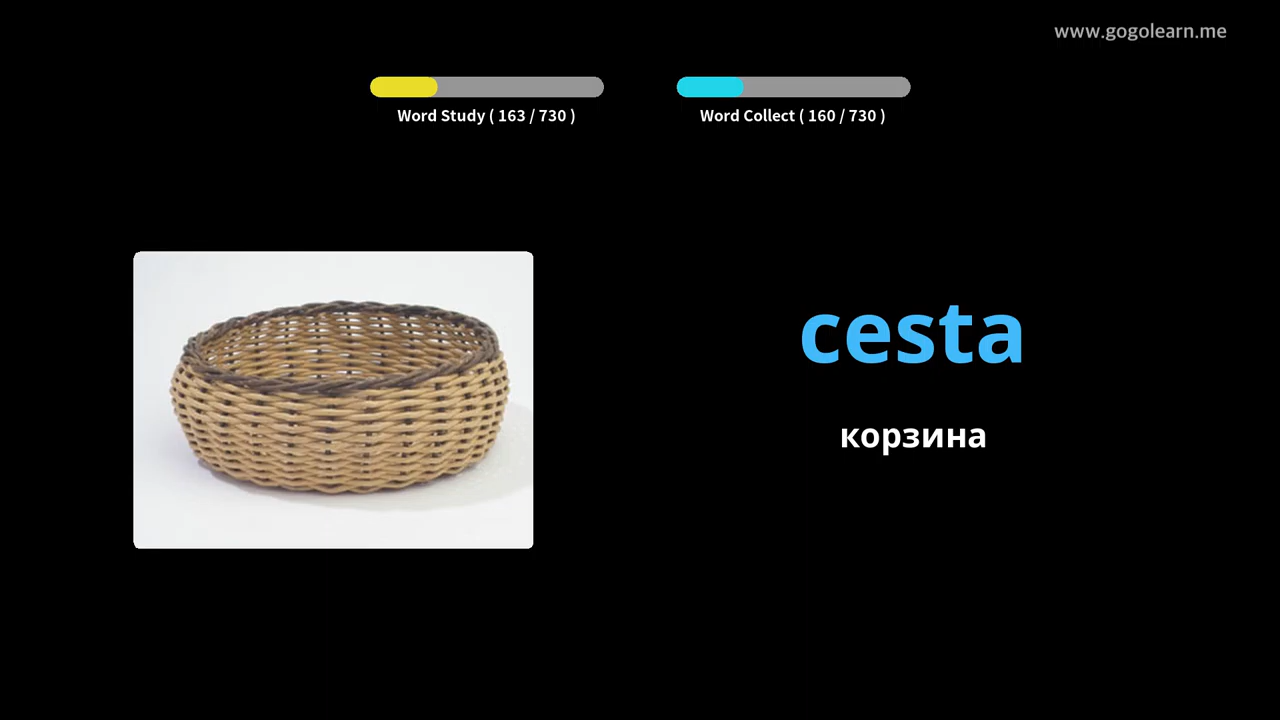 www.gogolearn.me
Word Study ( 163 / 730 )
Word Collect ( 160 / 730 )
cesta
корзина